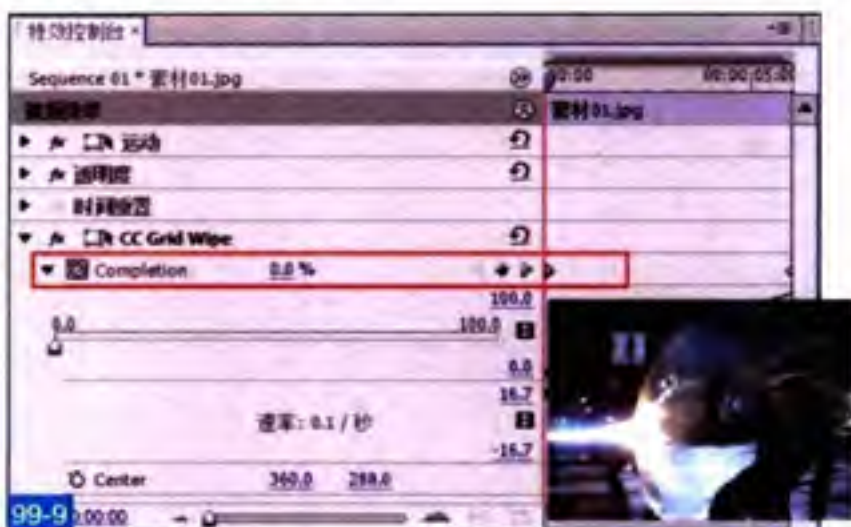 特效控制台
Sequence 01 * 素材01.jpg
00:00 00:00:05:00
视频效果 素材01.jpg
fx 运动
fx 透明度
时间重置
fx CC Grid Wipe
Completion 0.0 %
100.0
0.0 100.0
0.0
16.7
速率: 0.1 / 秒
-16.7
Center 360.0 288.0
99-9 :00:00